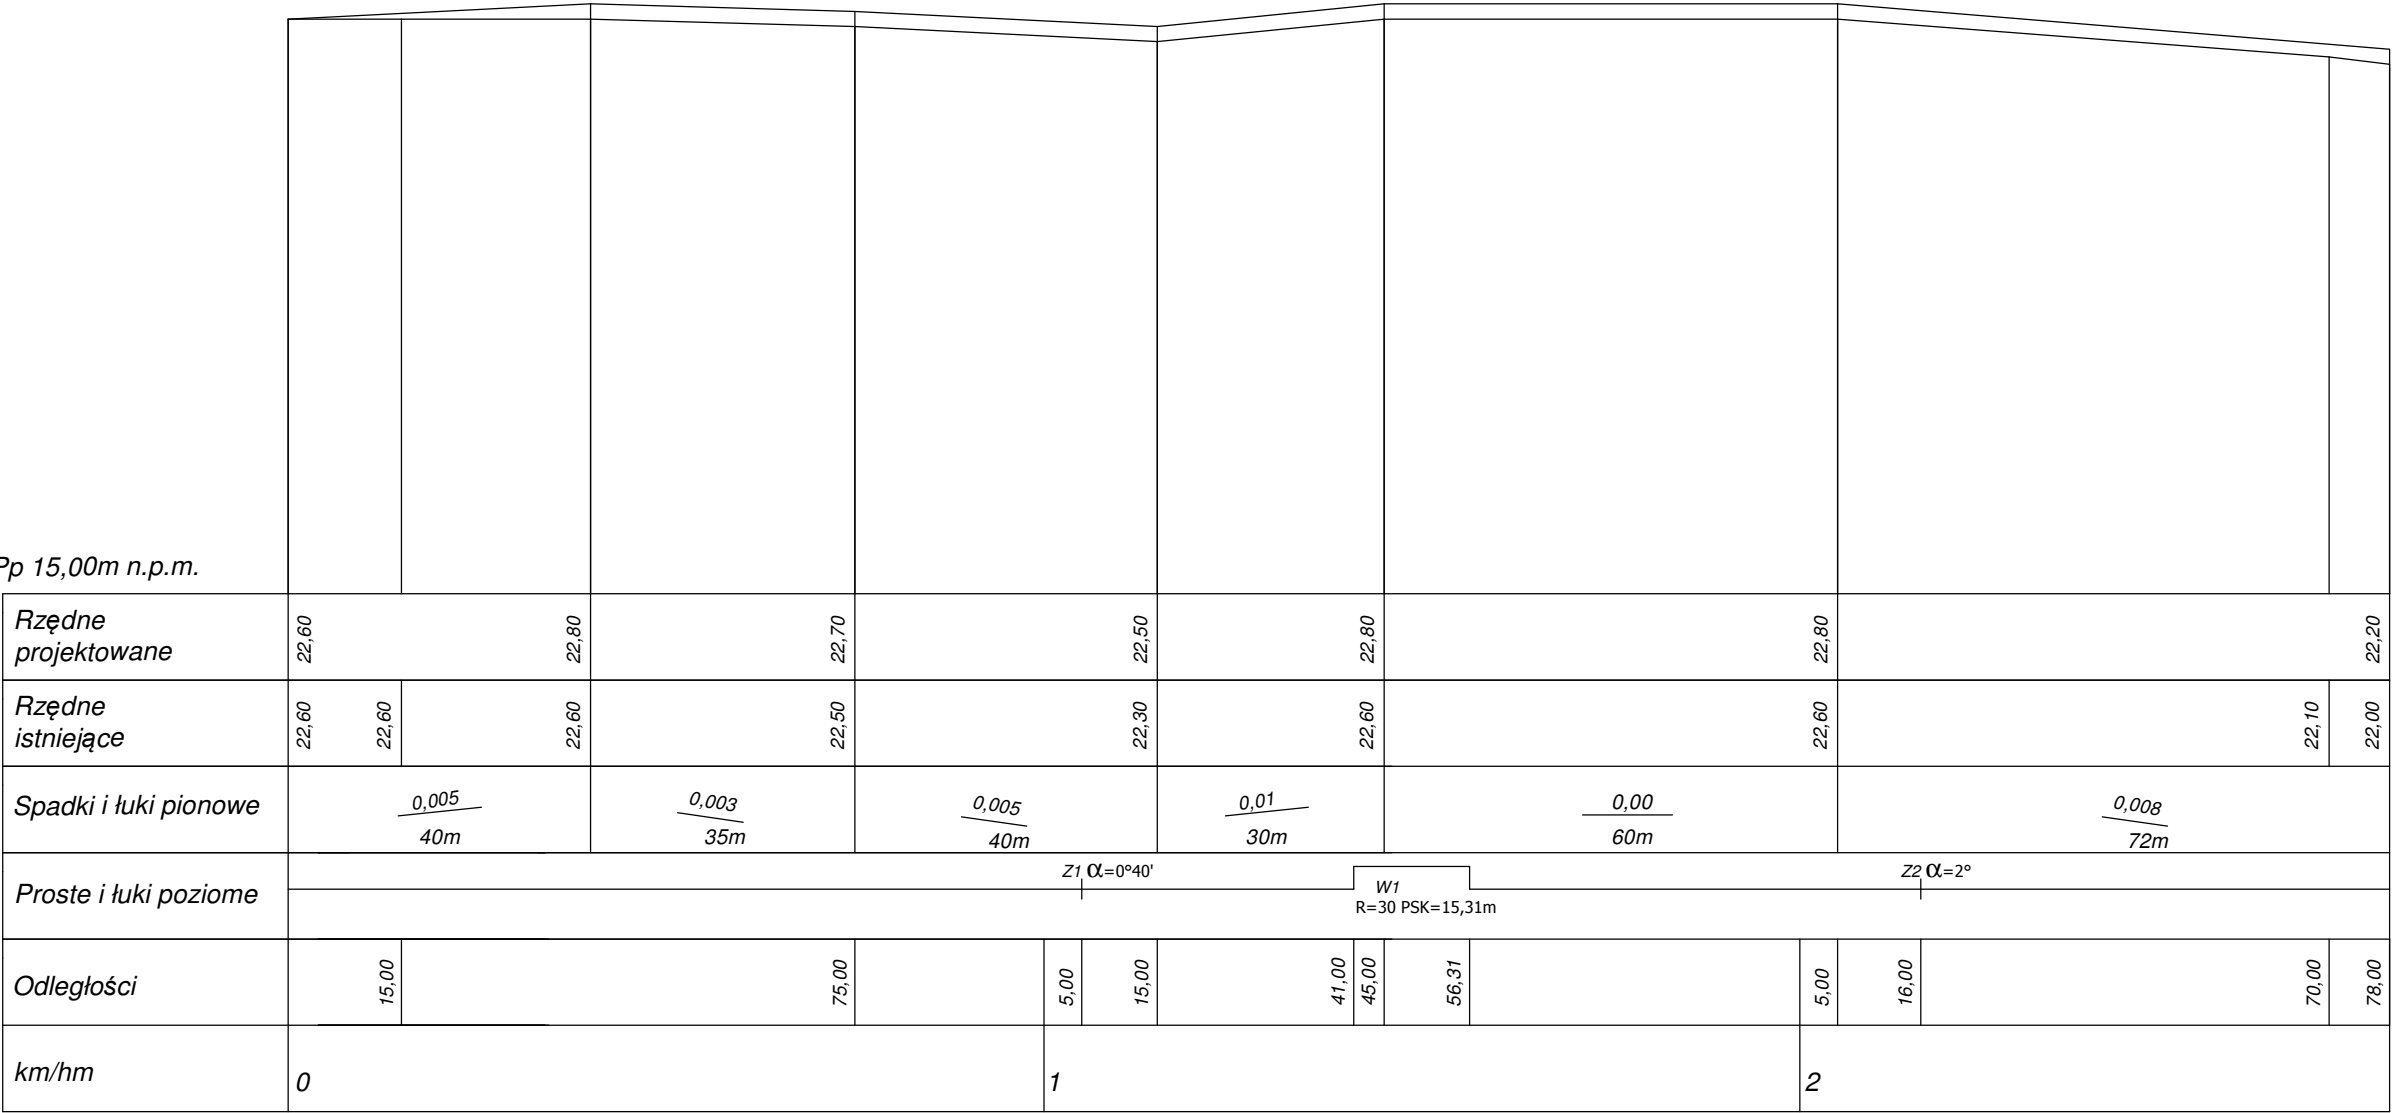 Pp 15,00m n.p.m.
Rzędne
projektowane
22,60
22,80
22,70
22,50
22,80
22,80
22,20
Rzędne
istniejące
22,60
22,60
22,60
22,50
22,30
22,60
22,60
22,10
22,00
Spadki i łuki pionowe
0,005
40m
0,003
35m
0,005
40m
0,01
30m
0,00
60m
0,008
72m
Proste i łuki poziome
Z1 α=0°40'
W1
R=30 PSK=15,31m
Z2 α=2°
Odległości
15,00
75,00
5,00
15,00
41,00
45,00
56,31
5,00
16,00
70,00
78,00
km/hm
0
1
2